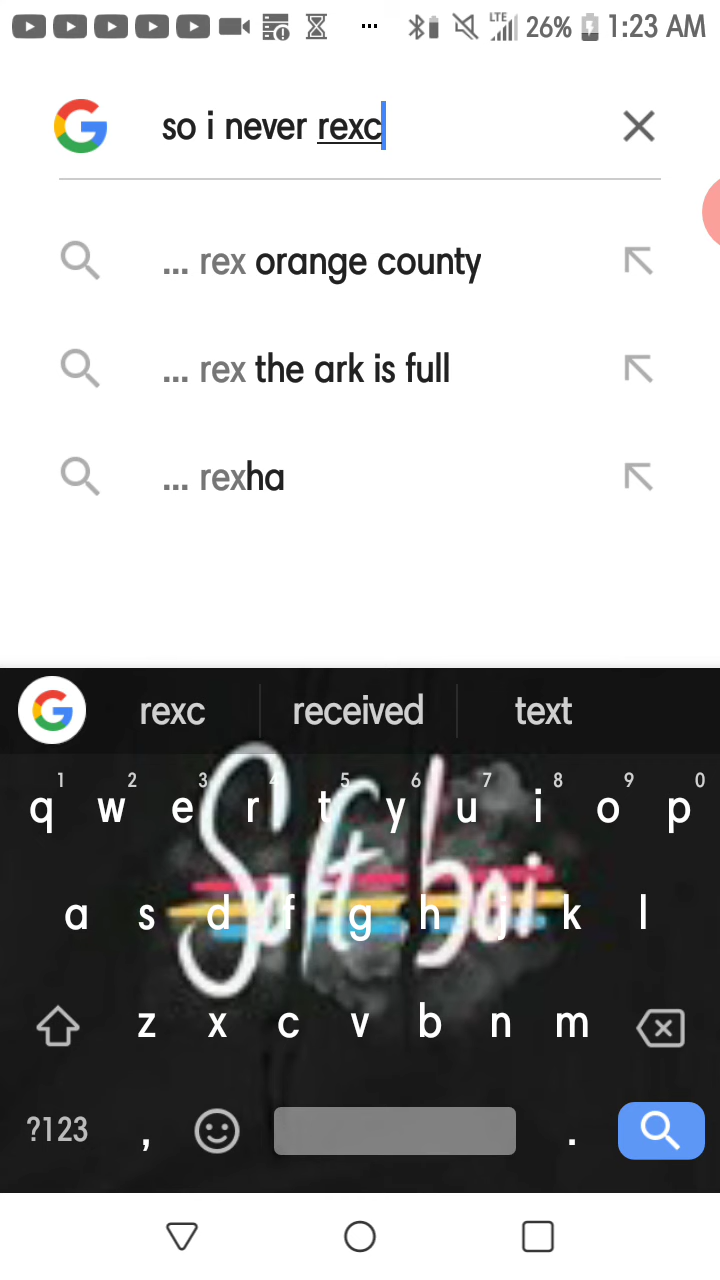 LTE 26% 1:23 AM
so i never rexc
... rex orange county
... rex the ark is full
... rexha
rexc received text
1 2 3 4 5 6 7 8 9 0
q w e r t y u i o p
Soft boi
a s d f g h j k l
z x c v b n m
?123 , .